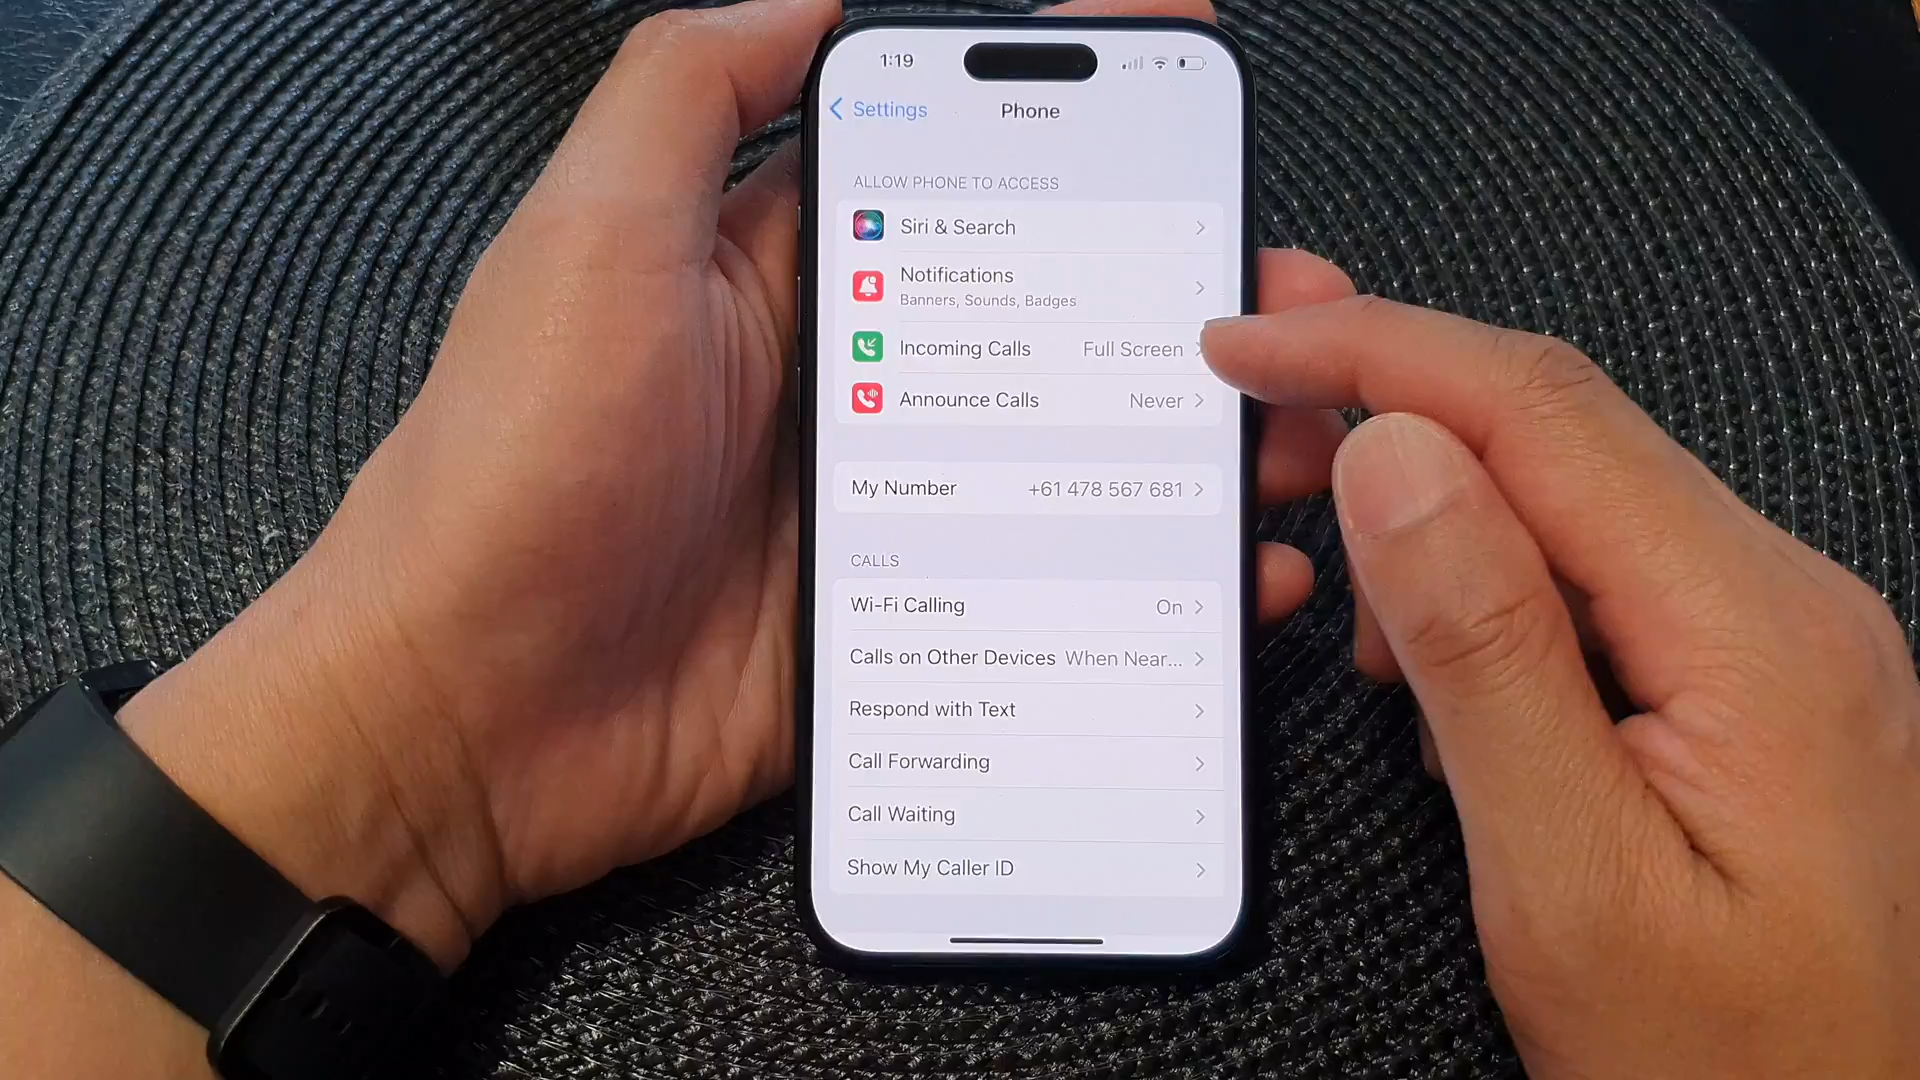 1:19
Settings
Phone
ALLOW PHONE TO ACCESS
Siri & Search
Notifications
Banners, Sounds, Badges
Incoming Calls Full Screen
Announce Calls Never
My Number +61 478 567 681
CALLS
Wi-Fi Calling On
Calls on Other Devices When Near...
Respond with Text
Call Forwarding
Call Waiting
Show My Caller ID